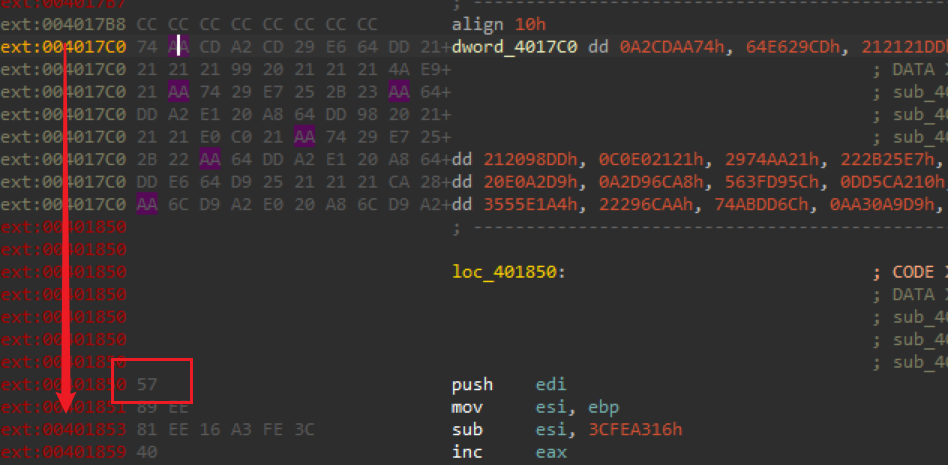 ext:004017B7 ; ----------------------------------------
ext:004017B8 CC CC CC CC CC CC CC CC align 10h
ext:004017C0 74 AA CD A2 CD 29 E6 64 DD 21+dword_4017C0 dd 0A2CDAA74h, 64E629CDh, 212121DDh
ext:004017C0 21 21 21 99 20 21 21 21 4A E9+ ; DATA X
ext:004017C0 21 AA 74 29 E7 25 2B 23 AA 64+ ; sub_40
ext:004017C0 DD A2 E1 20 A8 64 DD 98 20 21+ ; sub_40
ext:004017C0 21 21 E0 C0 21 AA 74 29 E7 25+ ; sub_40
ext:004017C0 2B 22 AA 64 DD A2 E1 20 A8 64+dd 212098DDh, 0C0E02121h, 2974AA21h, 222B25E7h,
ext:004017C0 DD E6 64 D9 25 21 21 21 CA 28+dd 20E0A2D9h, 0A2D96CA8h, 563FD95Ch, 0DD5CA210h,
ext:004017C0 AA 6C D9 A2 E0 20 A8 6C D9 A2+dd 3555E1A4h, 22296CAAh, 74ABDD6Ch, 0AA30A9D9h,
ext:00401850 ; ----------------------------------------
ext:00401850
ext:00401850 loc_401850: ; CODE X
ext:00401850 ; DATA X
ext:00401850 ; sub_40
ext:00401850 ; sub_40
ext:00401850 ; sub_40
ext:00401850 57 push edi
ext:00401851 89 EE mov esi, ebp
ext:00401853 81 EE 16 A3 FE 3C sub esi, 3CFEA316h
ext:00401859 40 inc eax